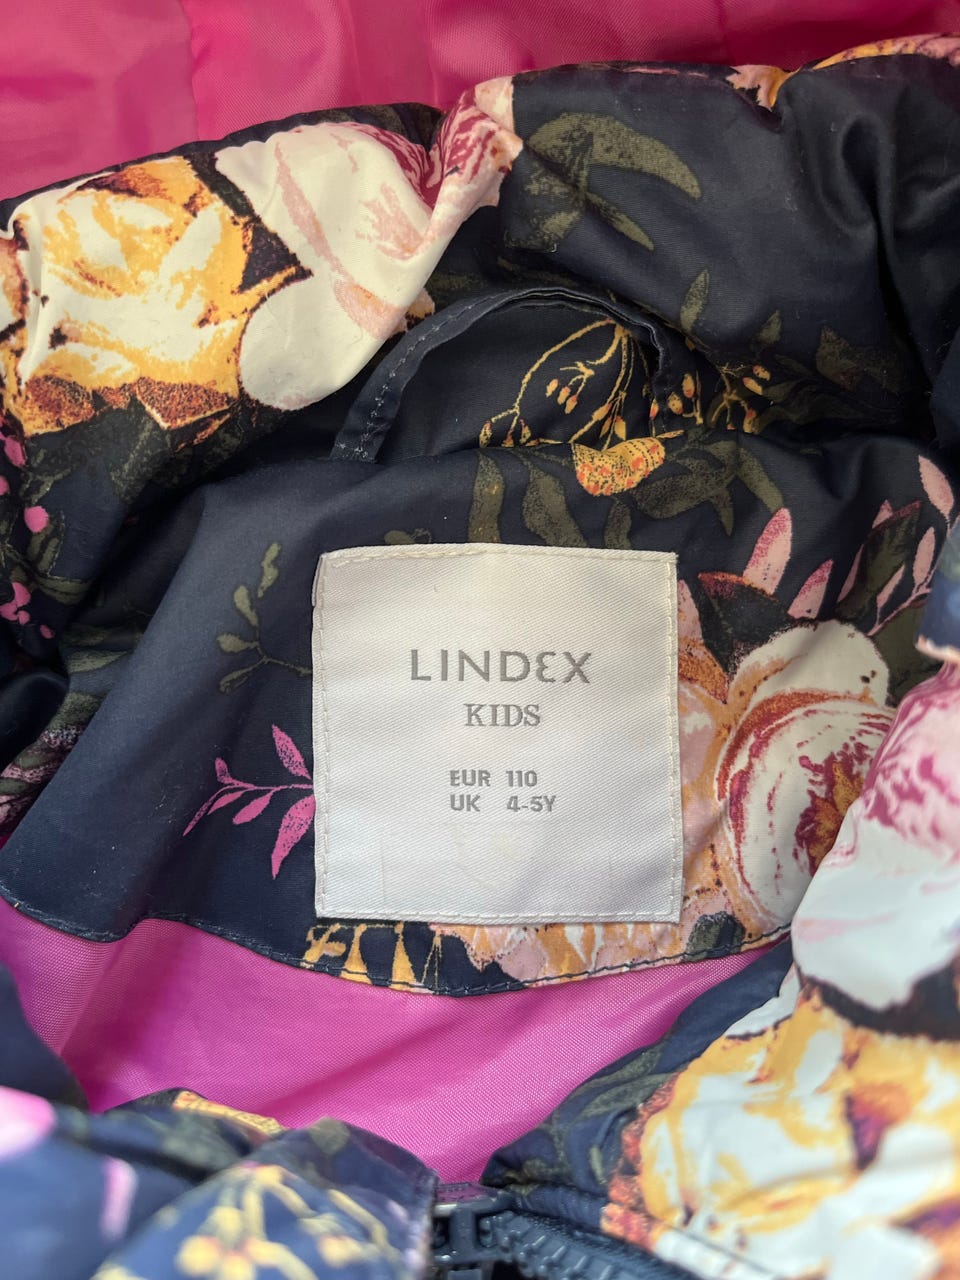 LINDEX
KIDS
EUR 110
UK 4-5Y